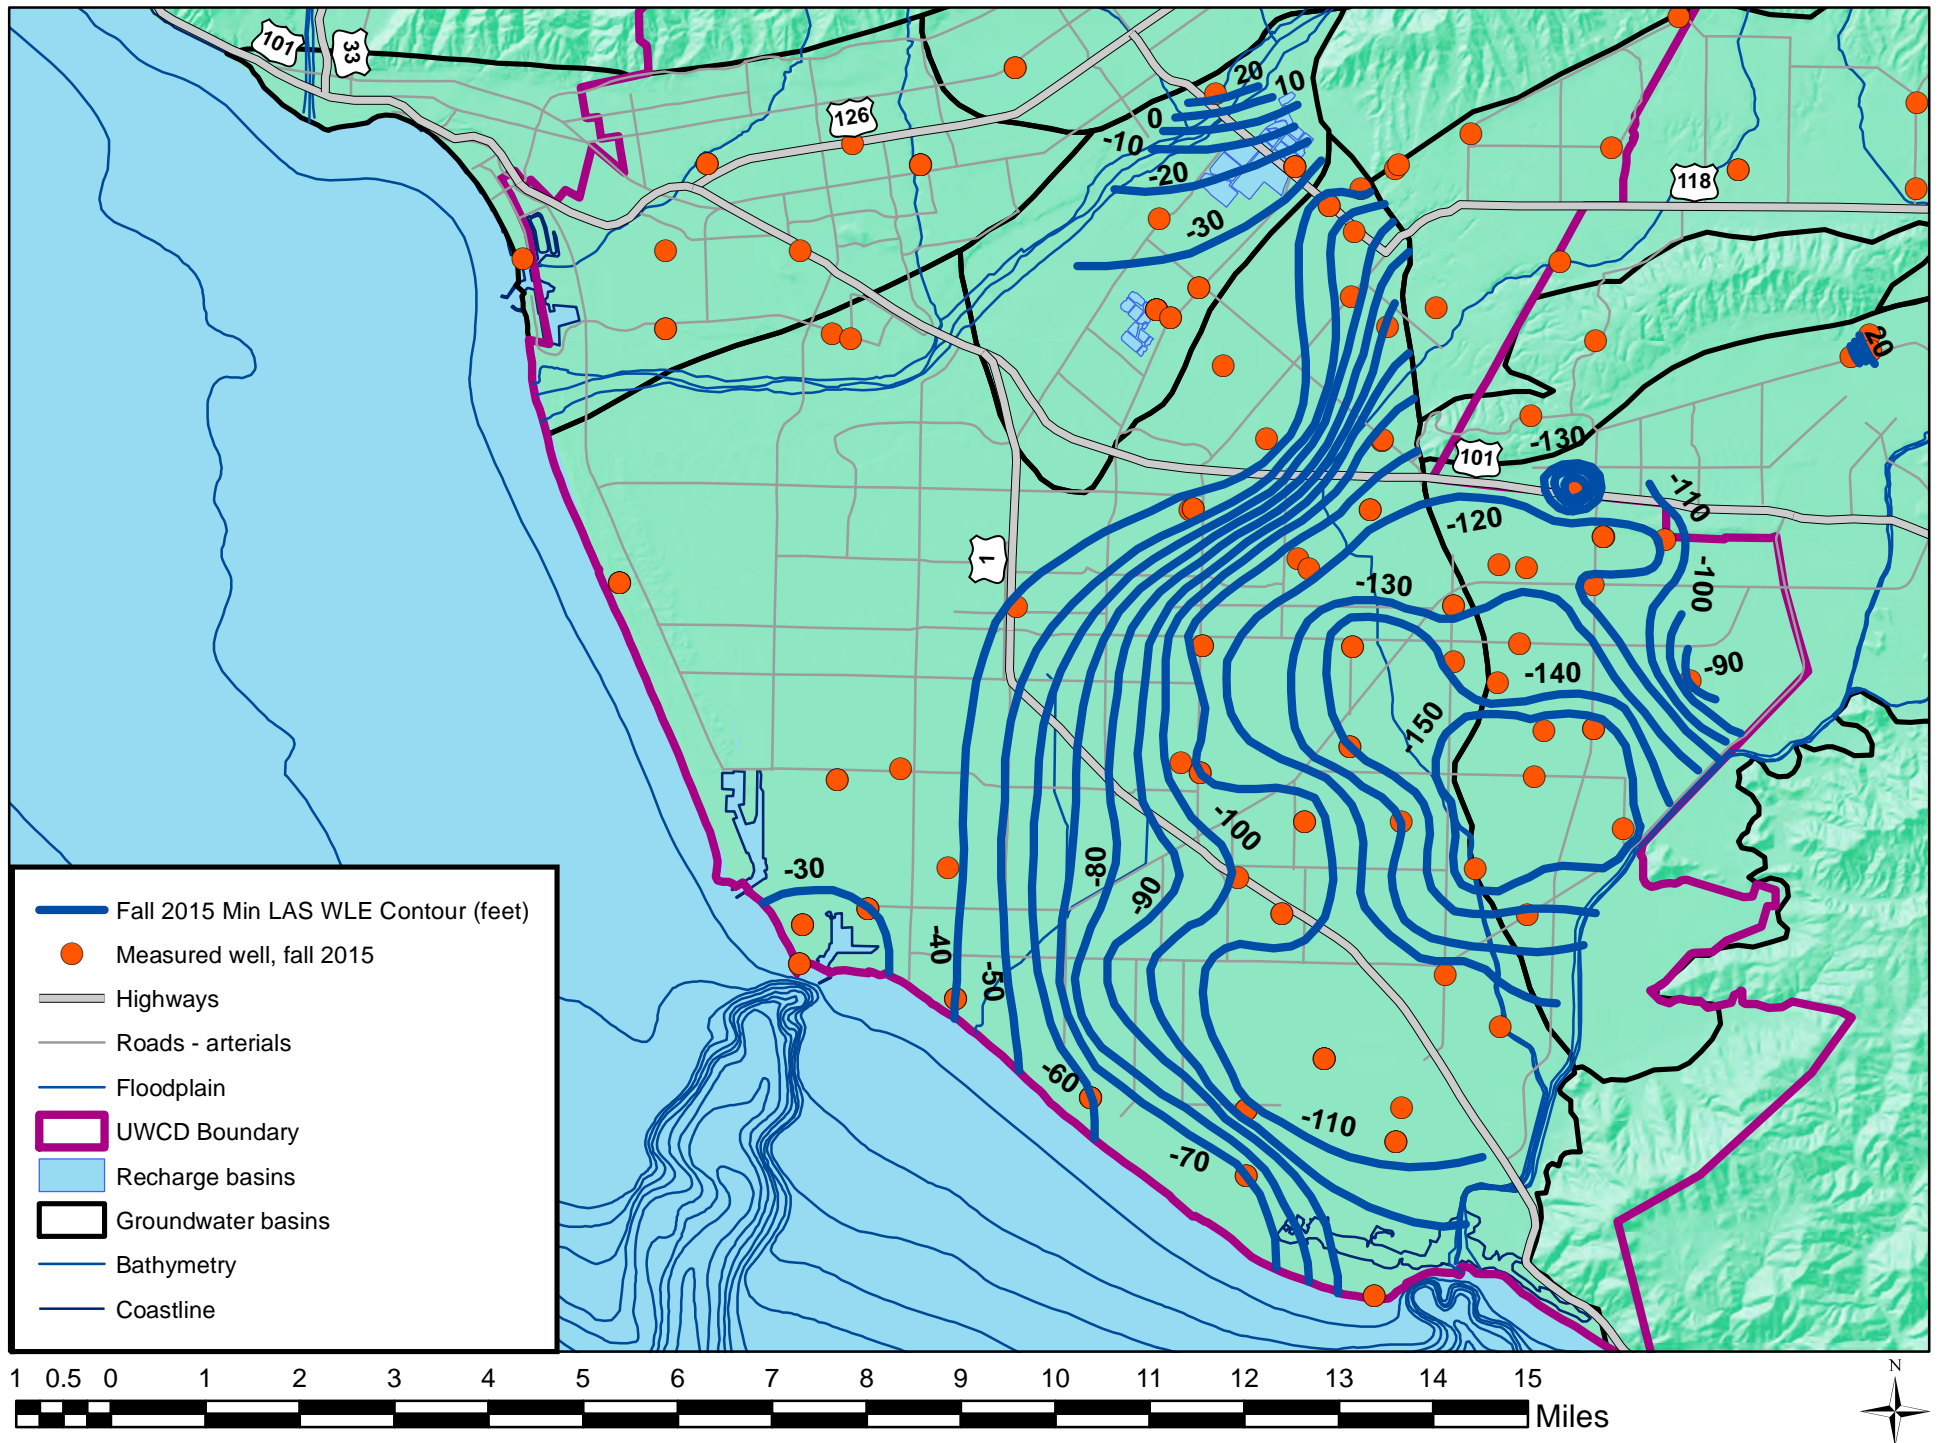 101
33
126
20
10
0
-10
-20
-30
118
20
-130
101
-110
-120
1
-130
-100
-140
-90
-150
-100
-30
-80
-90
-40
-50
-60
-110
-70
Fall 2015 Min LAS WLE Contour (feet)
Measured well, fall 2015
Highways
Roads - arterials
Floodplain
UWCD Boundary
Recharge basins
Groundwater basins
Bathymetry
Coastline
1 0.5 0 1 2 3 4 5 6 7 8 9 10 11 12 13 14 15
Miles
N